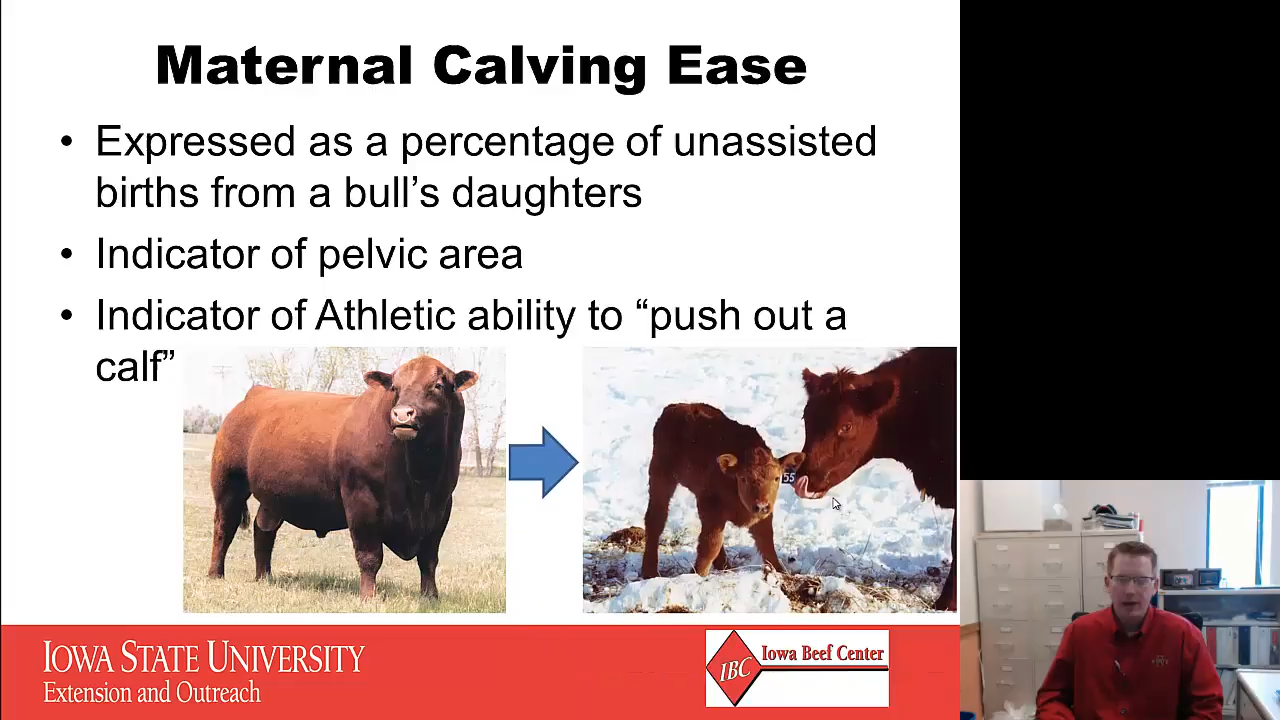 Maternal Calving Ease
• Expressed as a percentage of unassisted
births from a bull’s daughters
• Indicator of pelvic area
• Indicator of Athletic ability to “push out a
calf”
55
IOWA STATE UNIVERSITY
Extension and Outreach
IBC
Iowa Beef Center